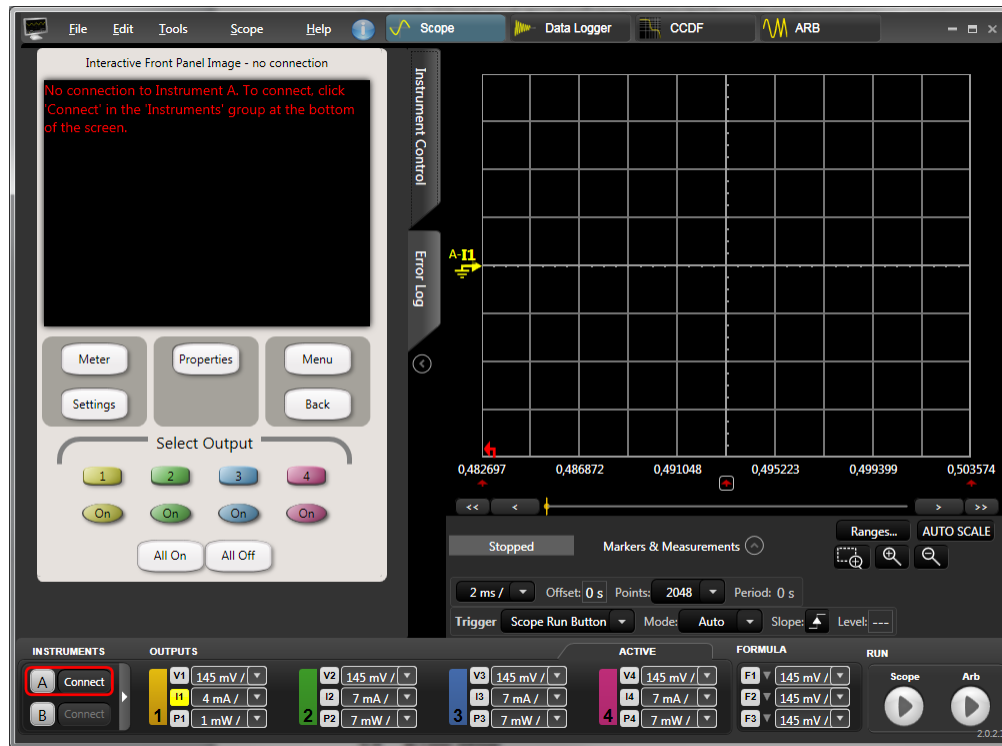 File Edit Tools Scope Help i Scope Data Logger CCDF ARB
Interactive Front Panel Image - no connection
No connection to Instrument A. To connect, click
'Connect' in the 'Instruments' group at the bottom
of the screen.
Meter Properties Menu
Settings Back
Select Output
1 2 3 4
On On On On
All On All Off
Instrument Control
Error Log
A-I1
0,482697 0,486872 0,491048 0,495223 0,499399 0,503574
<< < > >>
Stopped Markers & Measurements Ranges... AUTO SCALE
2 ms / Offset: 0 s Points: 2048 Period: 0 s
Trigger Scope Run Button Mode: Auto Slope: Level: ---
INSTRUMENTS OUTPUTS ACTIVE FORMULA RUN
A Connect
B Connect
1 V1 145 mV /
I1 4 mA /
P1 1 mW /
2 V2 145 mV /
I2 7 mA /
P2 7 mW /
3 V3 145 mV /
I3 7 mA /
P3 7 mW /
4 V4 145 mV /
I4 7 mA /
P4 7 mW /
F1 145 mV /
F2 145 mV /
F3 145 mV /
Scope Arb